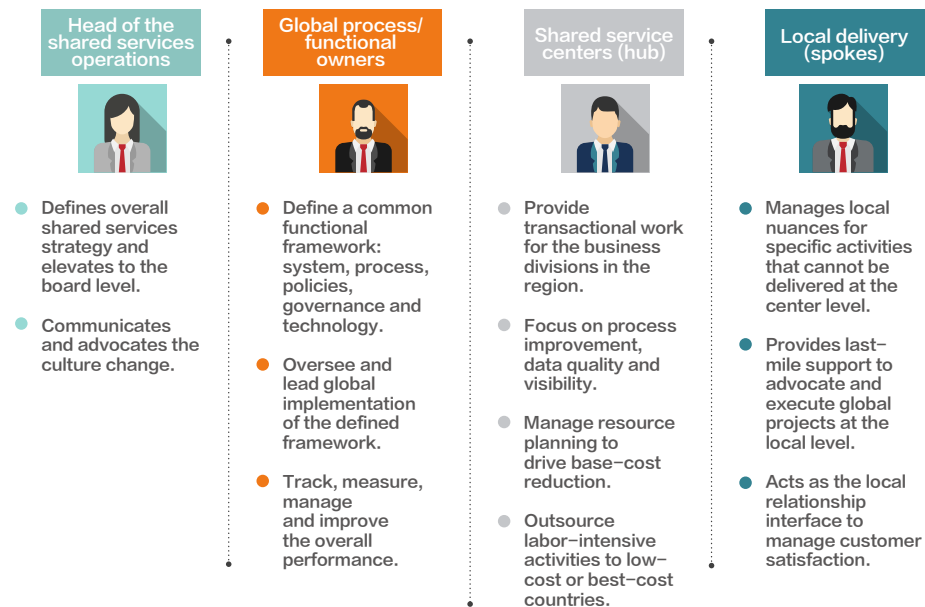 Head of the
shared services
operations
Defines overall
shared services
strategy and
elevates to the
board level.
Communicates
and advocates the
culture change.
Global process/
functional
owners
Define a common
functional
framework:
system, process,
policies,
governance and
technology.
Oversee and
lead global
implementation
of the defined
framework.
Track, measure,
manage
and improve
the overall
performance.
Shared service
centers (hub)
Provide
transactional work
for the business
divisions in the
region.
Focus on process
improvement,
data quality and
visibility.
Manage resource
planning to
drive base-cost
reduction.
Outsource
labor-intensive
activities to low-
cost or best-cost
countries.
Local delivery
(spokes)
Manages local
nuances for
specific activities
that cannot be
delivered at the
center level.
Provides last-
mile support to
advocate and
execute global
projects at the
local level.
Acts as the local
relationship
interface to
manage customer
satisfaction.